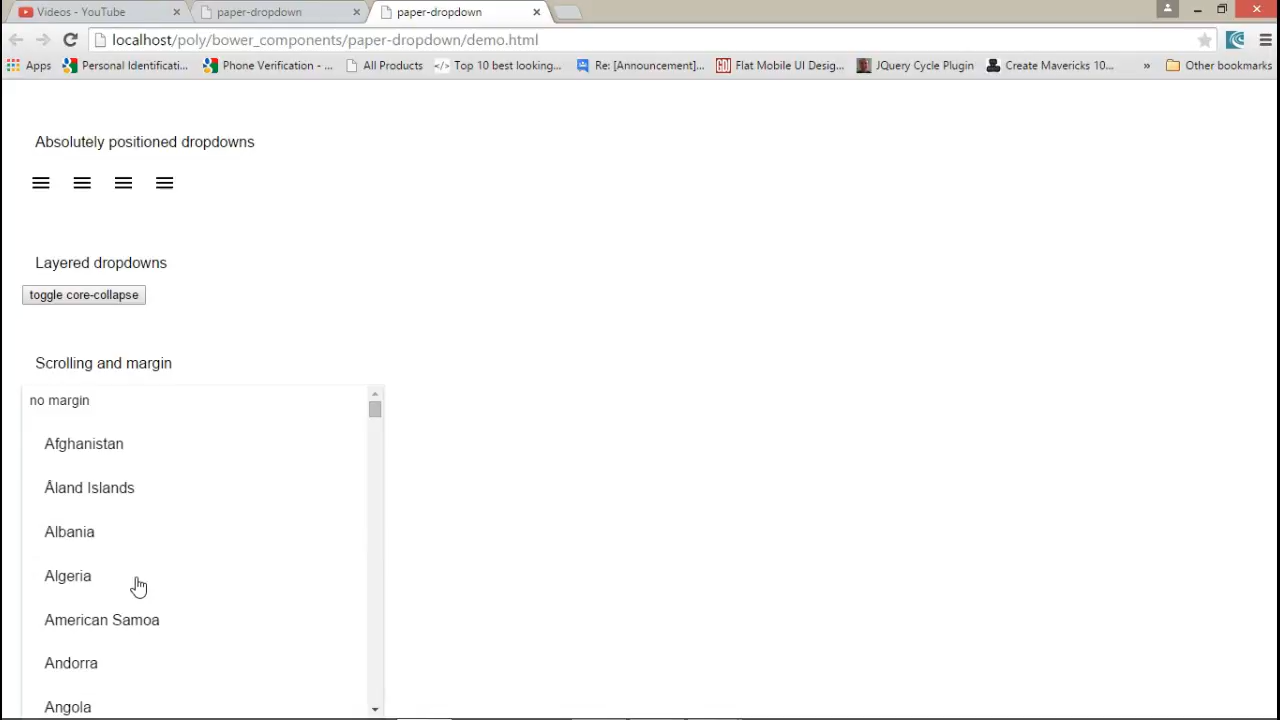 Videos - YouTube
paper-dropdown
paper-dropdown
localhost/poly/bower_components/paper-dropdown/demo.html
Apps
Personal Identificati...
Phone Verification - ...
All Products
Top 10 best looking...
Re: [Announcement]...
Flat Mobile UI Desig...
JQuery Cycle Plugin
Create Mavericks 10...
»
Other bookmarks
Absolutely positioned dropdowns
Layered dropdowns
toggle core-collapse
Scrolling and margin
no margin
Afghanistan
Åland Islands
Albania
Algeria
American Samoa
Andorra
Angola